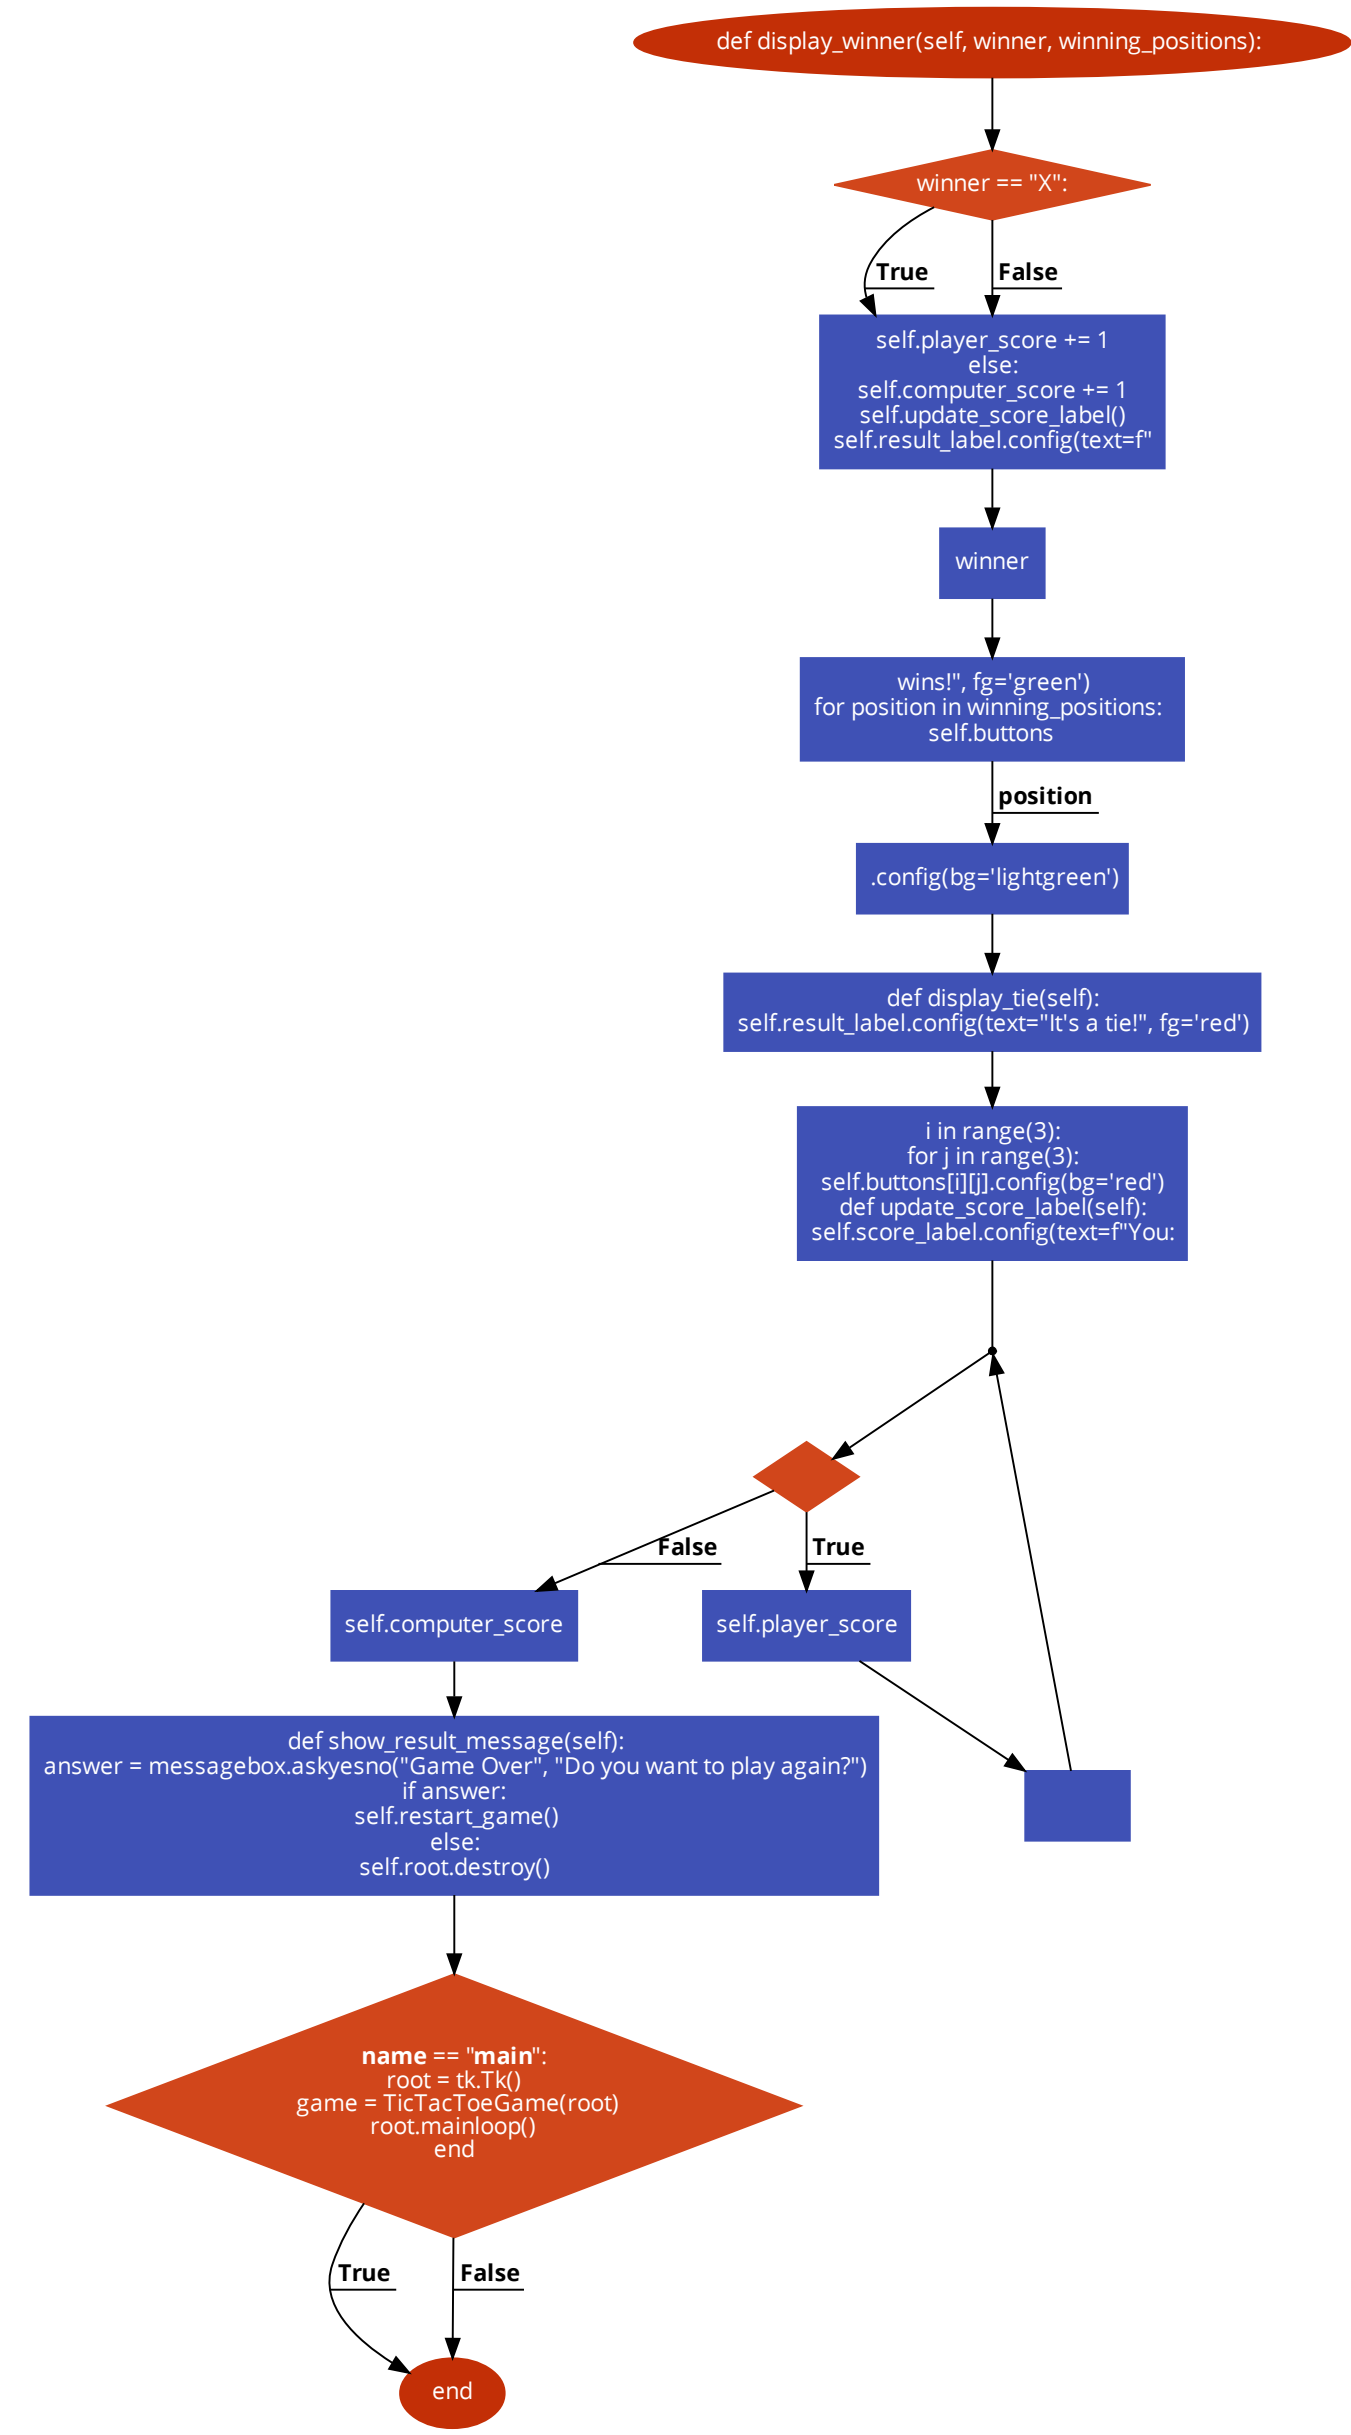 def display_winner(self, winner, winning_positions):
winner == "X":
True
False
self.player_score += 1
else:
self.computer_score += 1
self.update_score_label()
self.result_label.config(text=f"
winner
wins!", fg='green')
for position in winning_positions:
self.buttons
position
.config(bg='lightgreen')
def display_tie(self):
self.result_label.config(text="It's a tie!", fg='red')
i in range(3):
for j in range(3):
self.buttons[i][j].config(bg='red')
def update_score_label(self):
self.score_label.config(text=f"You:
False
True
self.computer_score
self.player_score
def show_result_message(self):
answer = messagebox.askyesno("Game Over", "Do you want to play again?")
if answer:
self.restart_game()
else:
self.root.destroy()
name == "main":
root = tk.Tk()
game = TicTacToeGame(root)
root.mainloop()
end
True
False
end